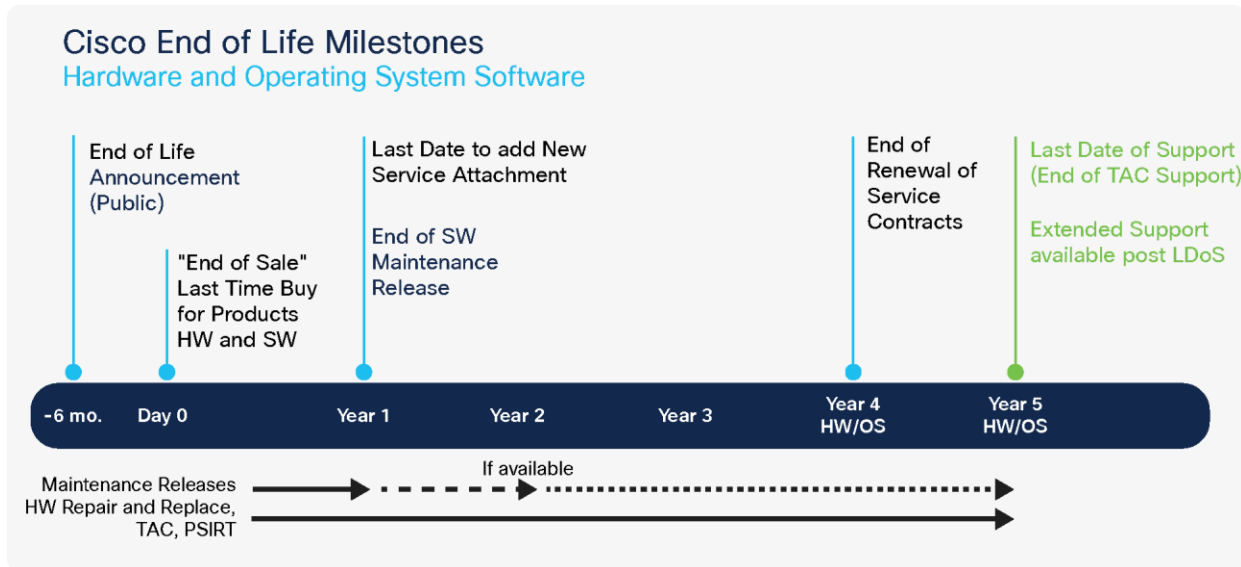 Cisco End of Life Milestones
Hardware and Operating System Software
End of Life
Announcement
(Public)
"End of Sale"
Last Time Buy
for Products
HW and SW
Last Date to add New
Service Attachment
End of SW
Maintenance
Release
End of
Renewal of
Service
Contracts
Last Date of Support
(End of TAC Support)
Extended Support
available post LDoS
-6 mo.
Day 0
Year 1
Year 2
Year 3
Year 4
HW/OS
Year 5
HW/OS
If available
Maintenance Releases
HW Repair and Replace,
TAC, PSIRT